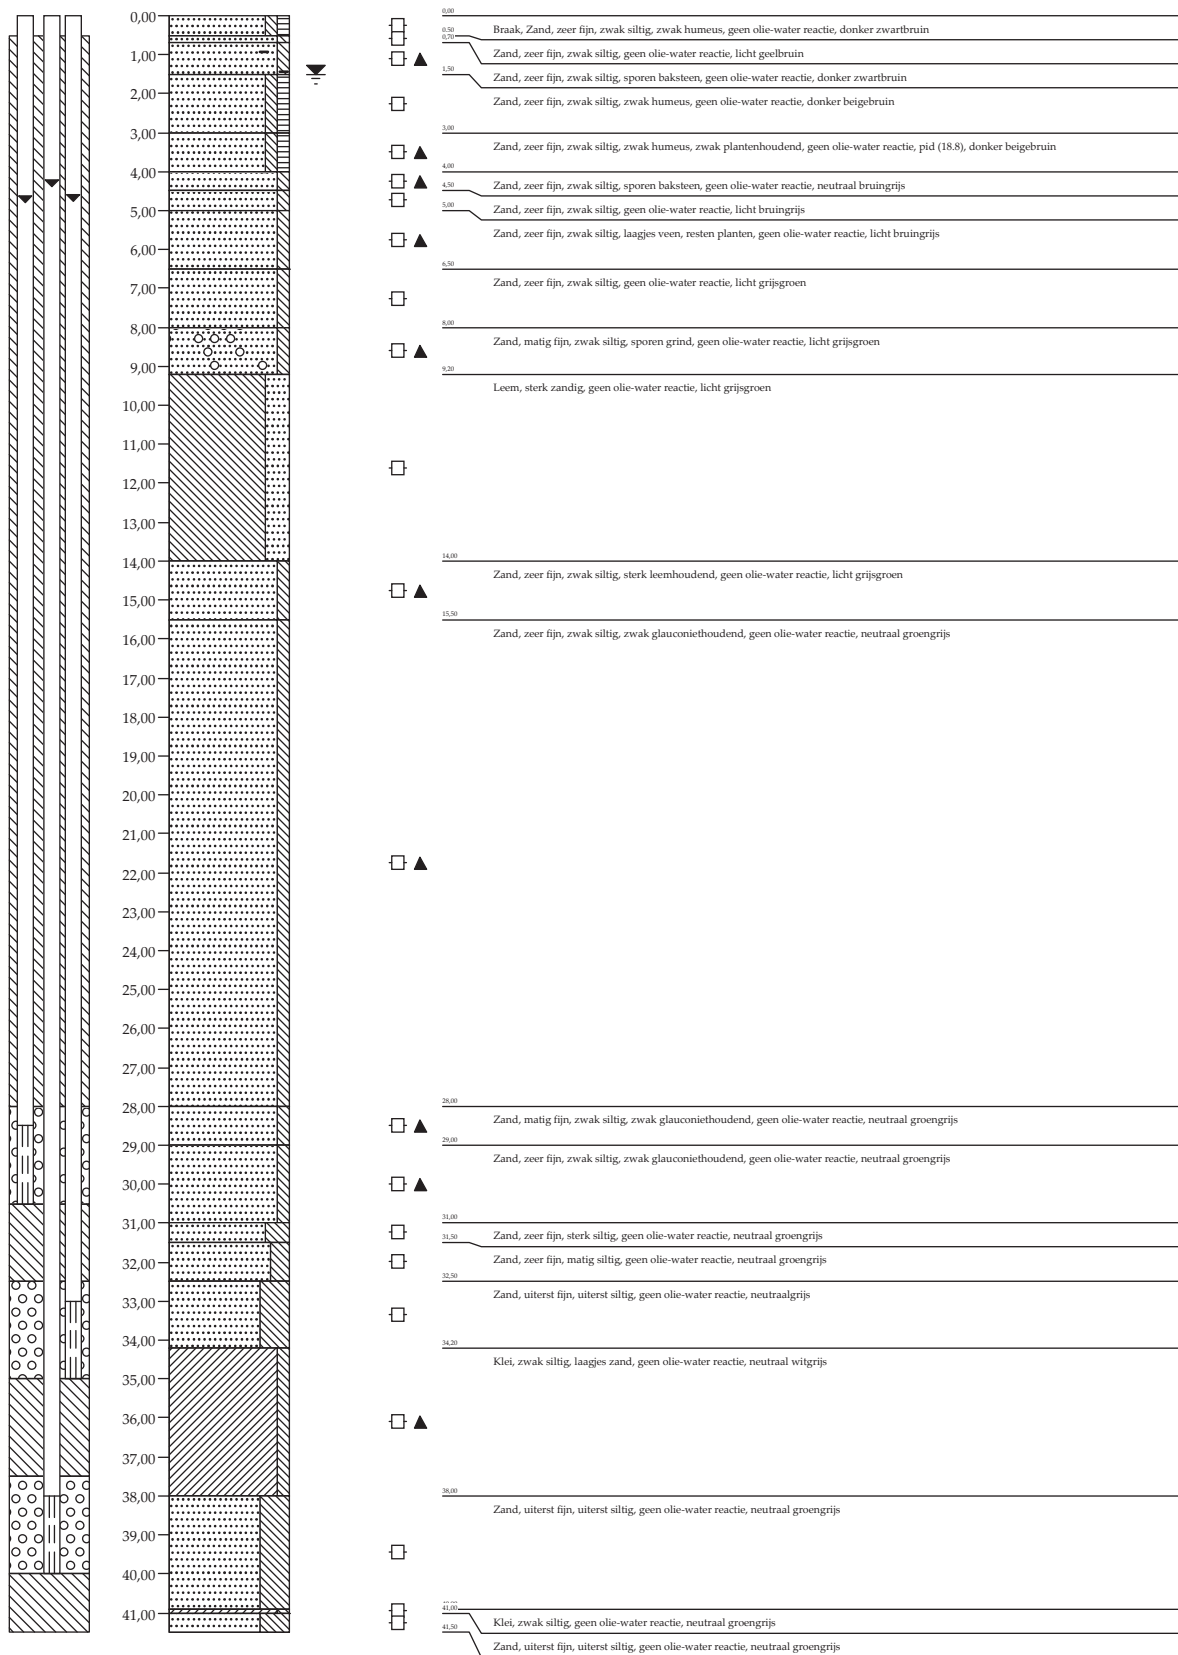 0,00
1,00
2,00
3,00
4,00
5,00
6,00
7,00
8,00
9,00
10,00
11,00
12,00
13,00
14,00
15,00
16,00
17,00
18,00
19,00
20,00
21,00
22,00
23,00
24,00
25,00
26,00
27,00
28,00
29,00
30,00
31,00
32,00
33,00
34,00
35,00
36,00
37,00
38,00
39,00
40,00
41,00
0,00
Braak, Zand, zeer fijn, zwak siltig, zwak humeus, geen olie-water reactie, donker zwartbruin
0,50
0,70
Zand, zeer fijn, zwak siltig, geen olie-water reactie, licht geelbruin
1,50
Zand, zeer fijn, zwak siltig, sporen baksteen, geen olie-water reactie, donker zwartbruin
Zand, zeer fijn, zwak siltig, zwak humeus, geen olie-water reactie, donker beigebruin
3,00
Zand, zeer fijn, zwak siltig, zwak humeus, zwak plantenhoudend, geen olie-water reactie, pid (18.8), donker beigebruin
4,00
Zand, zeer fijn, zwak siltig, sporen baksteen, geen olie-water reactie, neutraal bruingrijs
4,50
Zand, zeer fijn, zwak siltig, geen olie-water reactie, licht bruingrijs
5,00
Zand, zeer fijn, zwak siltig, laagjes veen, resten planten, geen olie-water reactie, licht bruingrijs
6,50
Zand, zeer fijn, zwak siltig, geen olie-water reactie, licht grijsgroen
8,00
Zand, matig fijn, zwak siltig, sporen grind, geen olie-water reactie, licht grijsgroen
9,20
Leem, sterk zandig, geen olie-water reactie, licht grijsgroen
14,00
Zand, zeer fijn, zwak siltig, sterk leemhoudend, geen olie-water reactie, licht grijsgroen
15,50
Zand, zeer fijn, zwak siltig, zwak glauconiethoudend, geen olie-water reactie, neutraal groengrijs
28,00
Zand, matig fijn, zwak siltig, zwak glauconiethoudend, geen olie-water reactie, neutraal groengrijs
29,00
Zand, zeer fijn, zwak siltig, zwak glauconiethoudend, geen olie-water reactie, neutraal groengrijs
31,00
Zand, zeer fijn, sterk siltig, geen olie-water reactie, neutraal groengrijs
31,50
Zand, zeer fijn, matig siltig, geen olie-water reactie, neutraal groengrijs
32,50
Zand, uiterst fijn, uiterst siltig, geen olie-water reactie, neutraalgrijs
34,20
Klei, zwak siltig, laagjes zand, geen olie-water reactie, neutraal witgrijs
38,00
Zand, uiterst fijn, uiterst siltig, geen olie-water reactie, neutraal groengrijs
41,00
Klei, zwak siltig, geen olie-water reactie, neutraal groengrijs
41,50
Zand, uiterst fijn, uiterst siltig, geen olie-water reactie, neutraal groengrijs